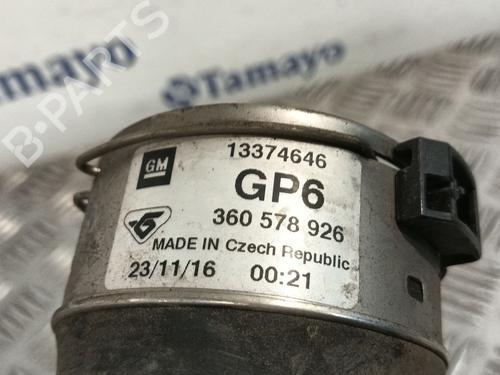 Tamayo
Tamayo
B-PARTS
GM
13374646
GP6
360 578 926
MADE IN Czech Republic
23/11/16 00:21